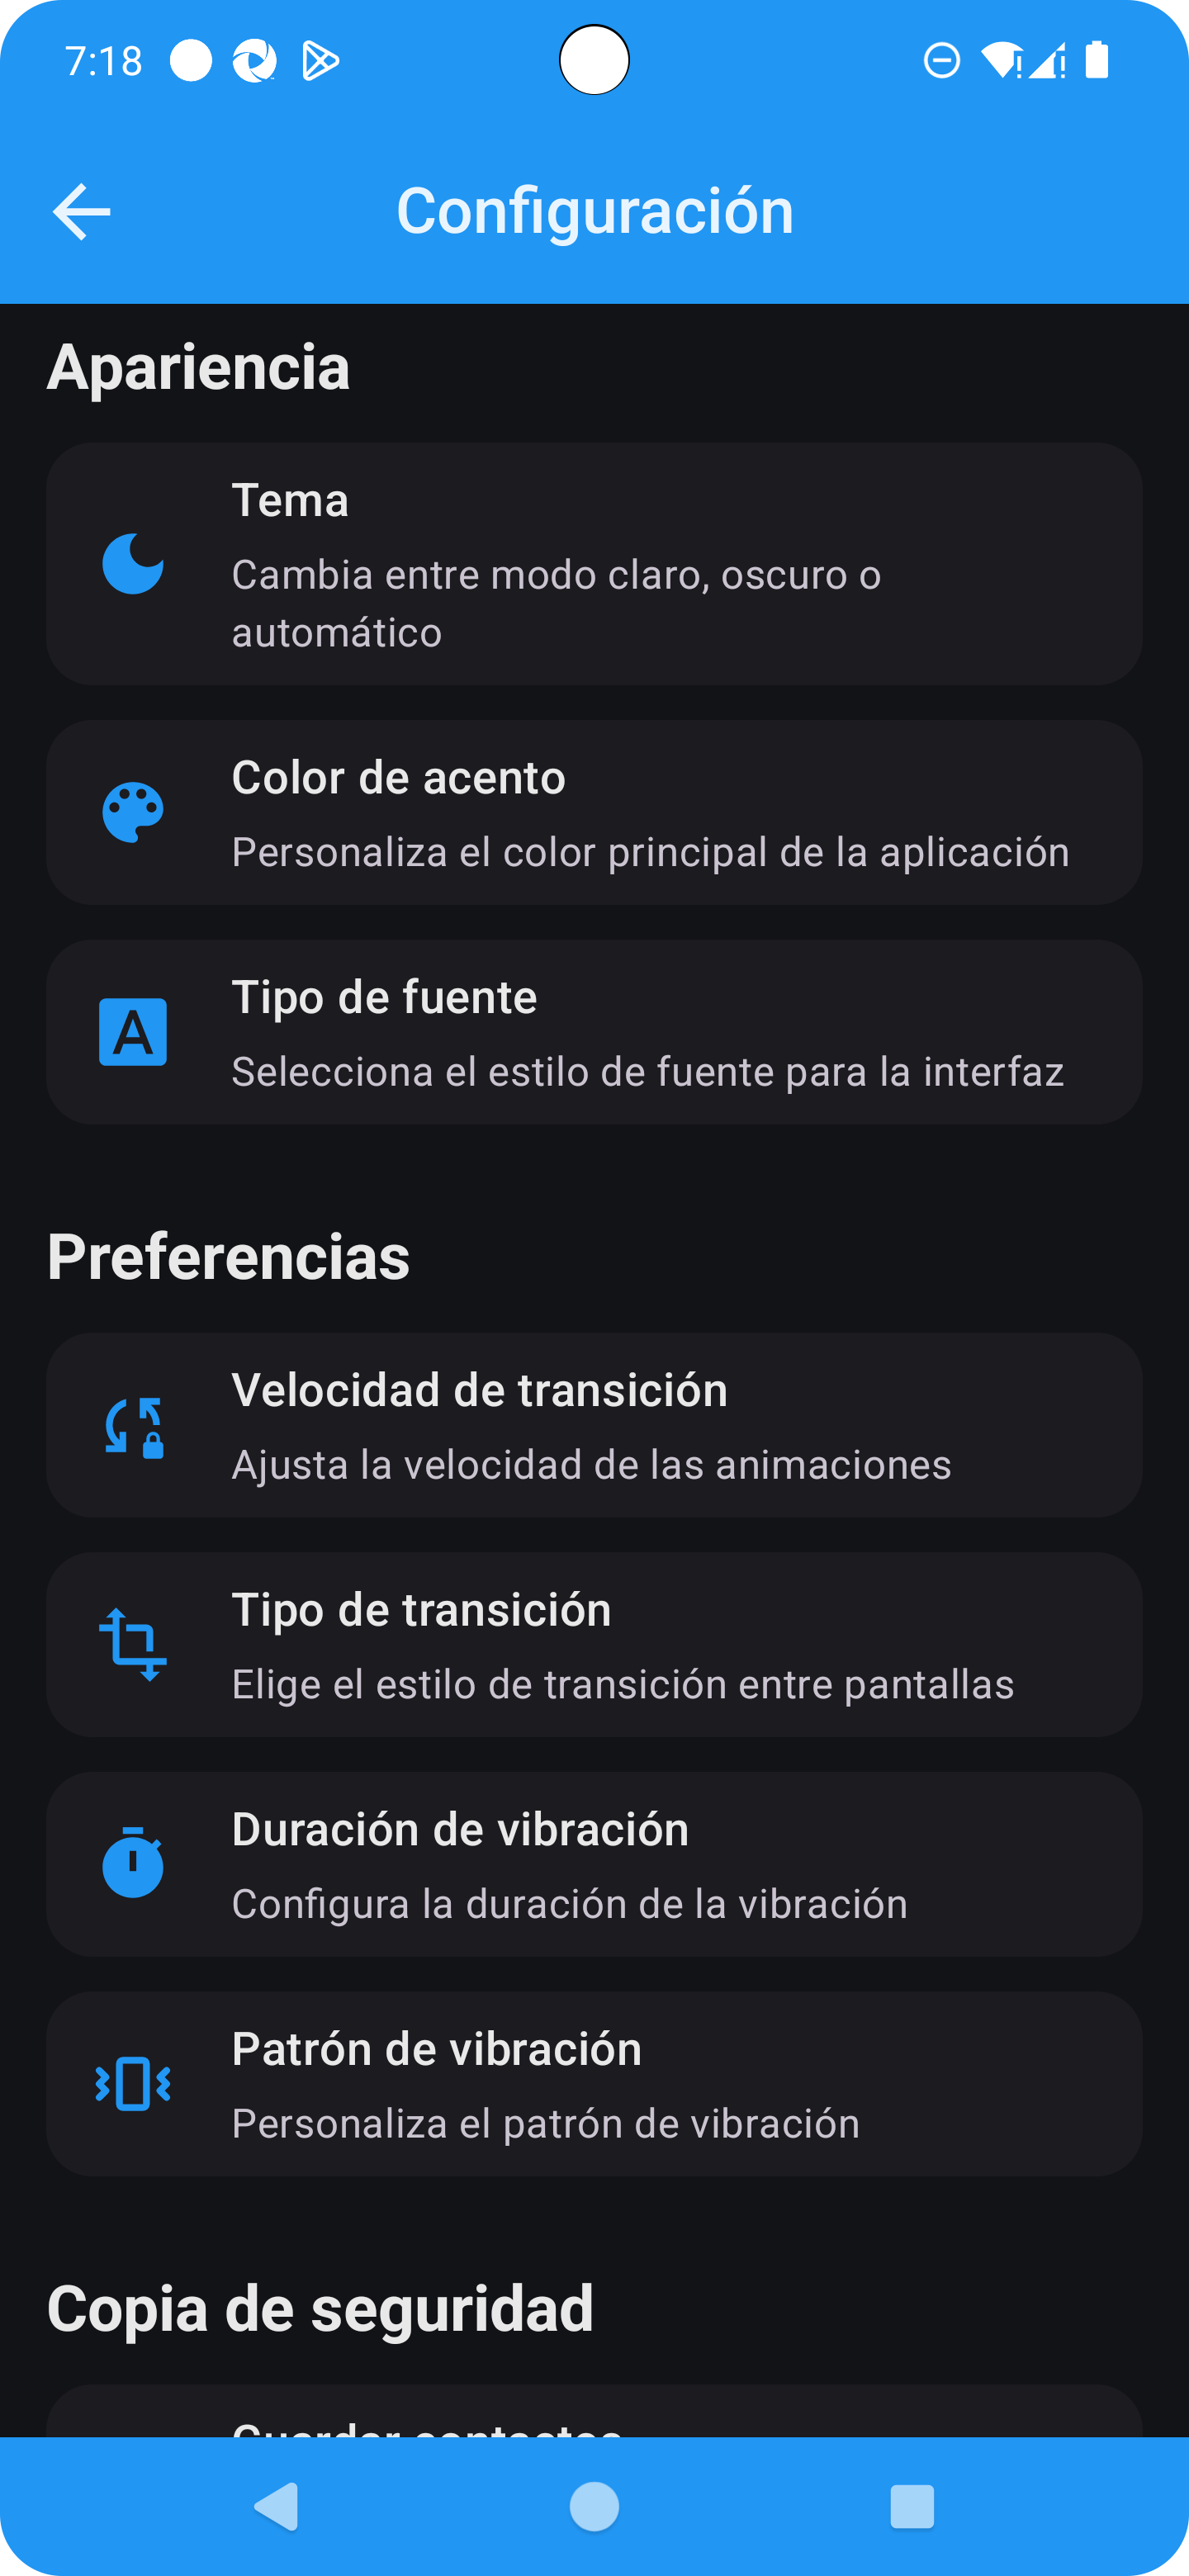 7:18
Configuración
Apariencia
Tema
Cambia entre modo claro, oscuro o
automático
Color de acento
Personaliza el color principal de la aplicación
A
Tipo de fuente
Selecciona el estilo de fuente para la interfaz
Preferencias
Velocidad de transición
Ajusta la velocidad de las animaciones
Tipo de transición
Elige el estilo de transición entre pantallas
Duración de vibración
Configura la duración de la vibración
Patrón de vibración
Personaliza el patrón de vibración
Copia de seguridad
Guardar contactos